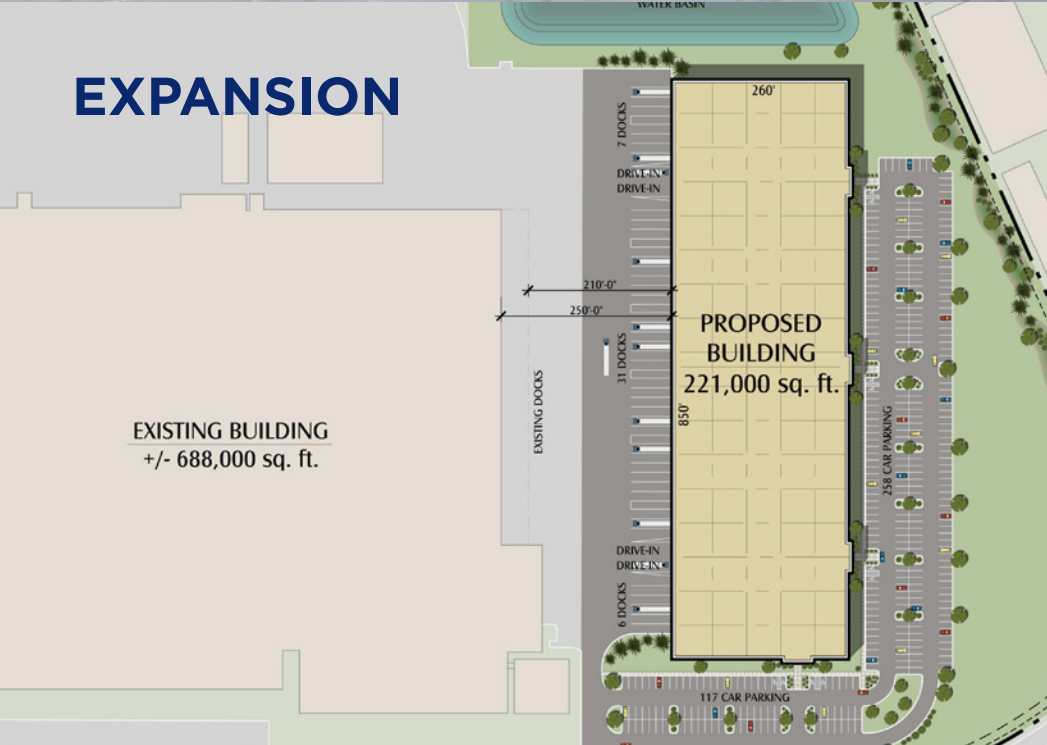 WATER BASIN
EXPANSION
260'
7 DOCKS
DRIVE-IN
DRIVE-IN
210'-0"
250'-0"
PROPOSED
BUILDING
221,000 sq. ft.
31 DOCKS
850'
EXISTING DOCKS
EXISTING BUILDING
+/- 688,000 sq. ft.
258 CAR PARKING
DRIVE-IN
DRIVE-IN
6 DOCKS
117 CAR PARKING